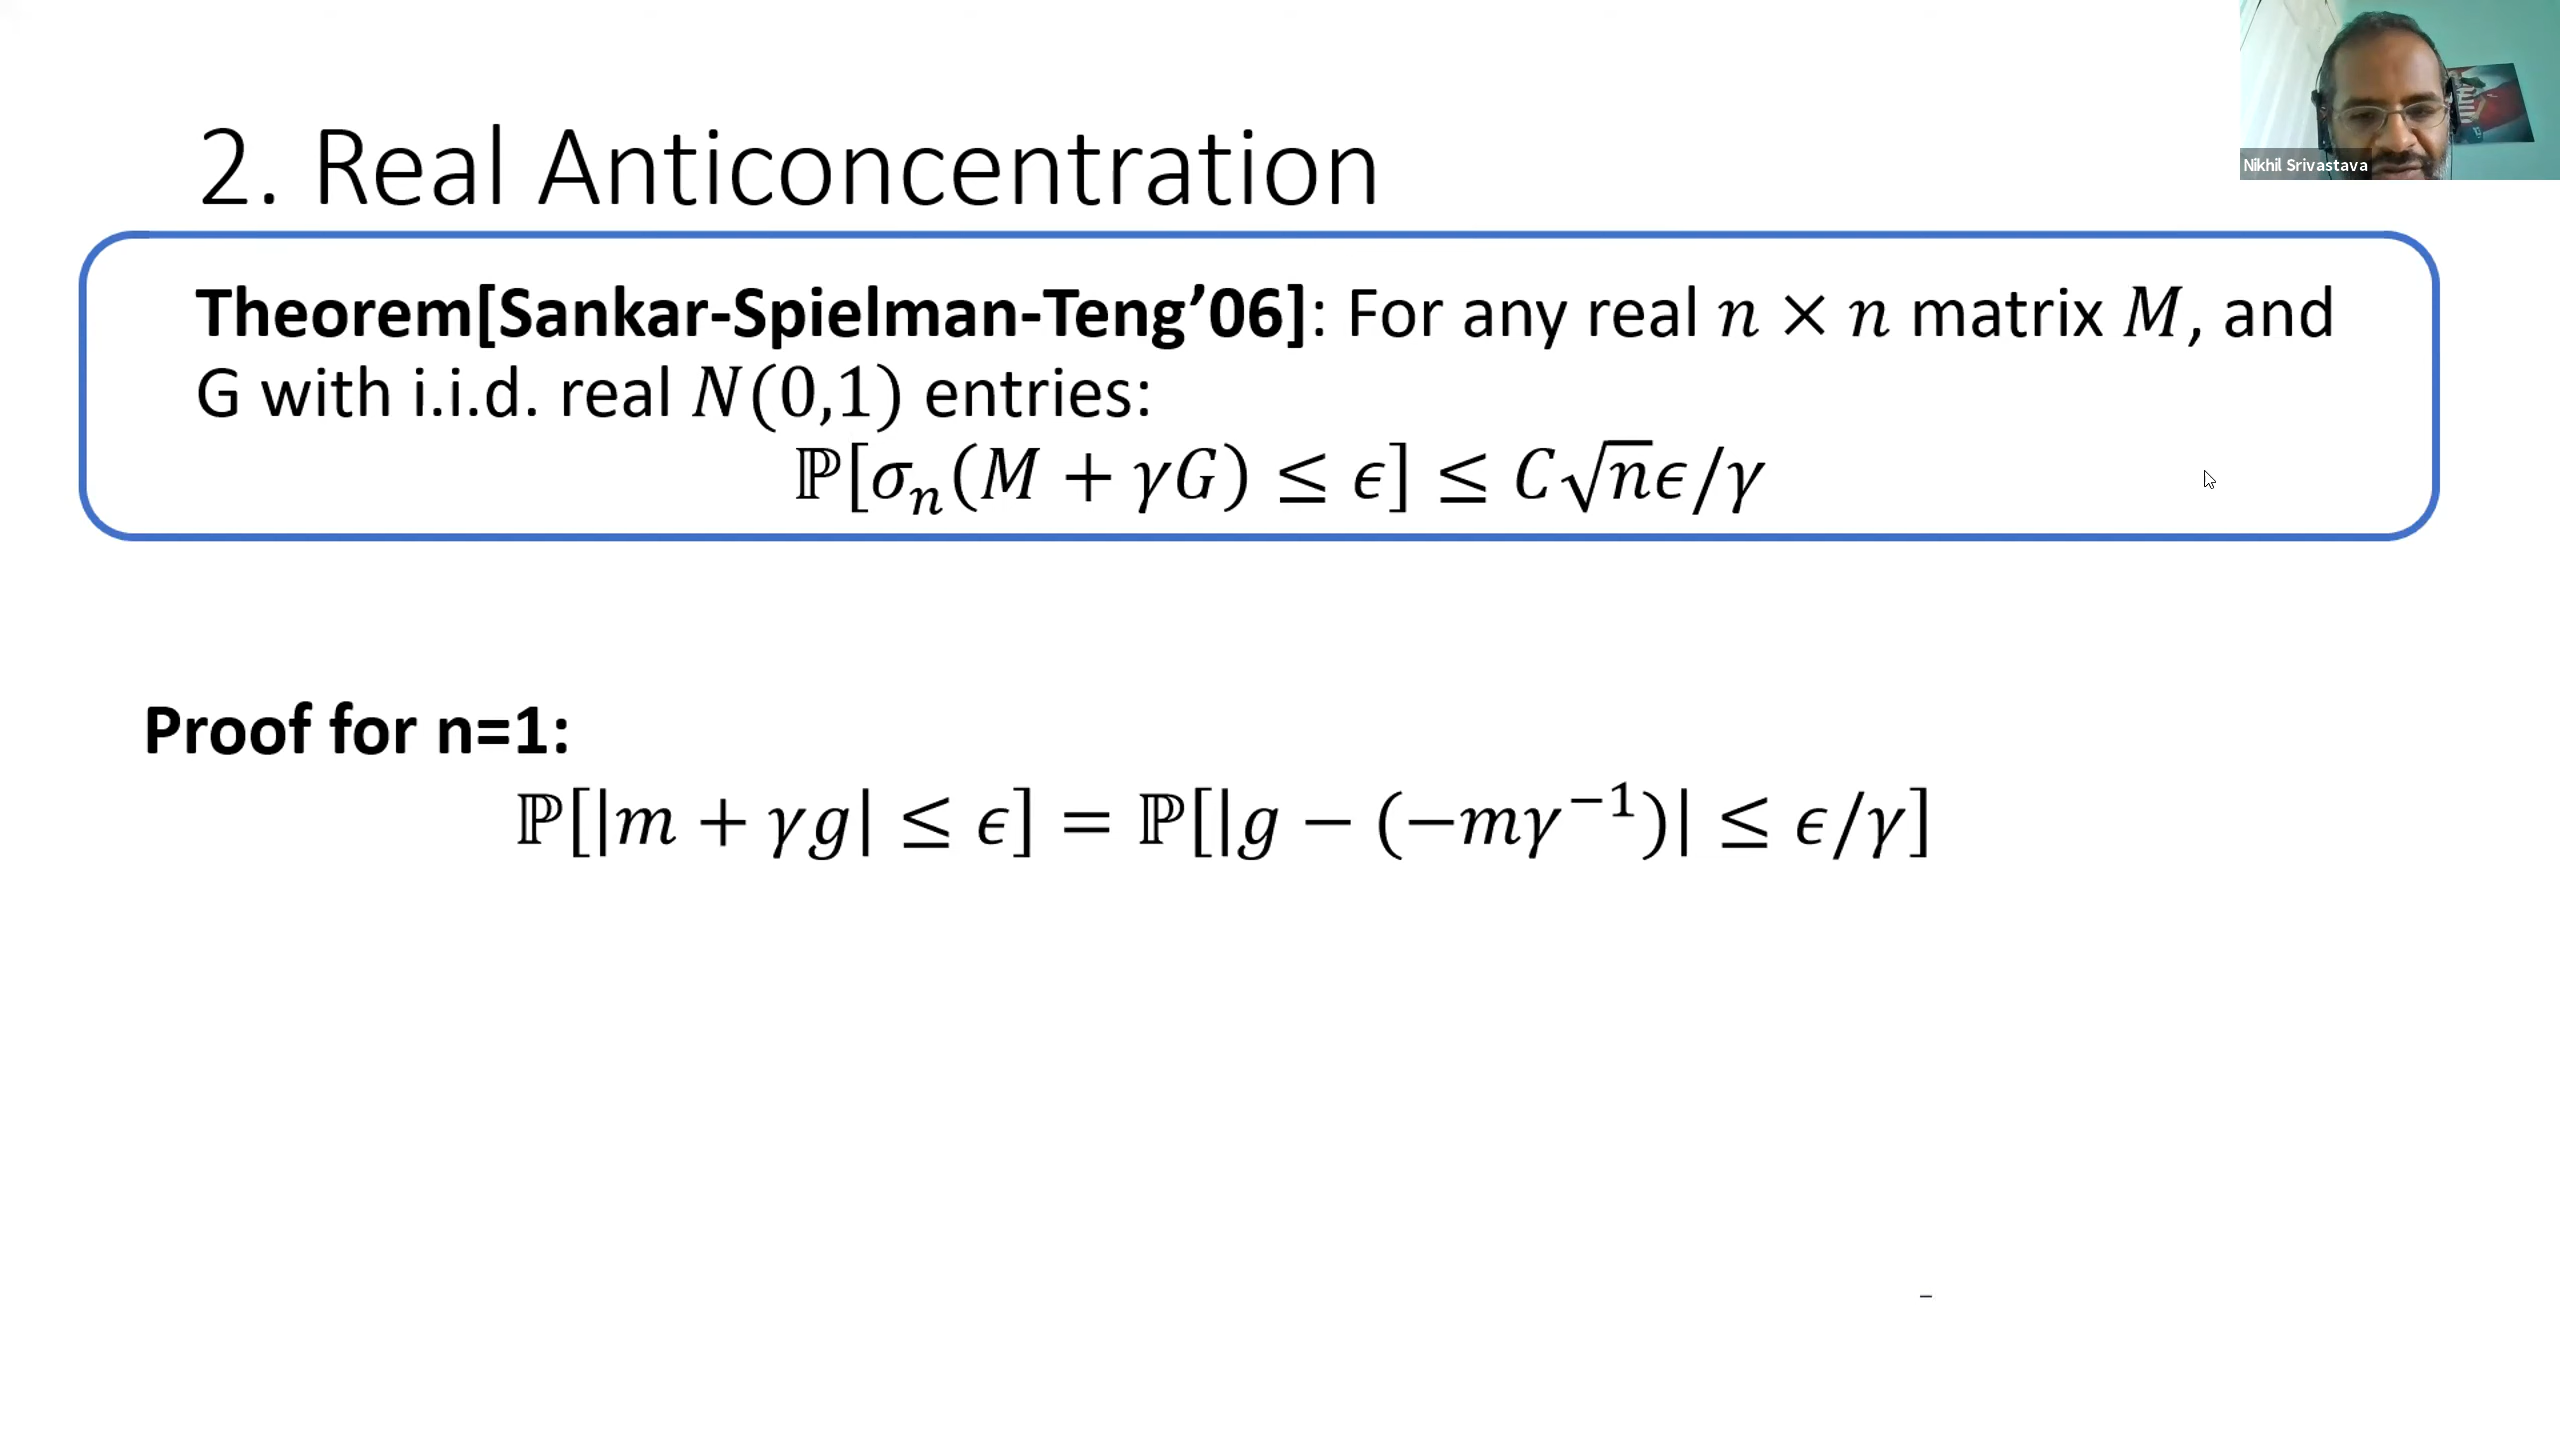 Nikhil Srivastava
2. Real Anticoncentration
Theorem[Sankar-Spielman-Teng’06]: For any real 𝑛 × 𝑛 matrix 𝑀, and
G with i.i.d. real 𝑁(0,1) entries:
ℙ[𝜎ₙ(𝑀 + 𝛾𝐺) ≤ 𝜖] ≤ 𝐶√𝑛𝜖/𝛾
Proof for n=1:
ℙ[|𝑚 + 𝛾𝑔| ≤ 𝜖] = ℙ[|𝑔 − (−𝑚𝛾⁻¹)| ≤ 𝜖/𝛾]